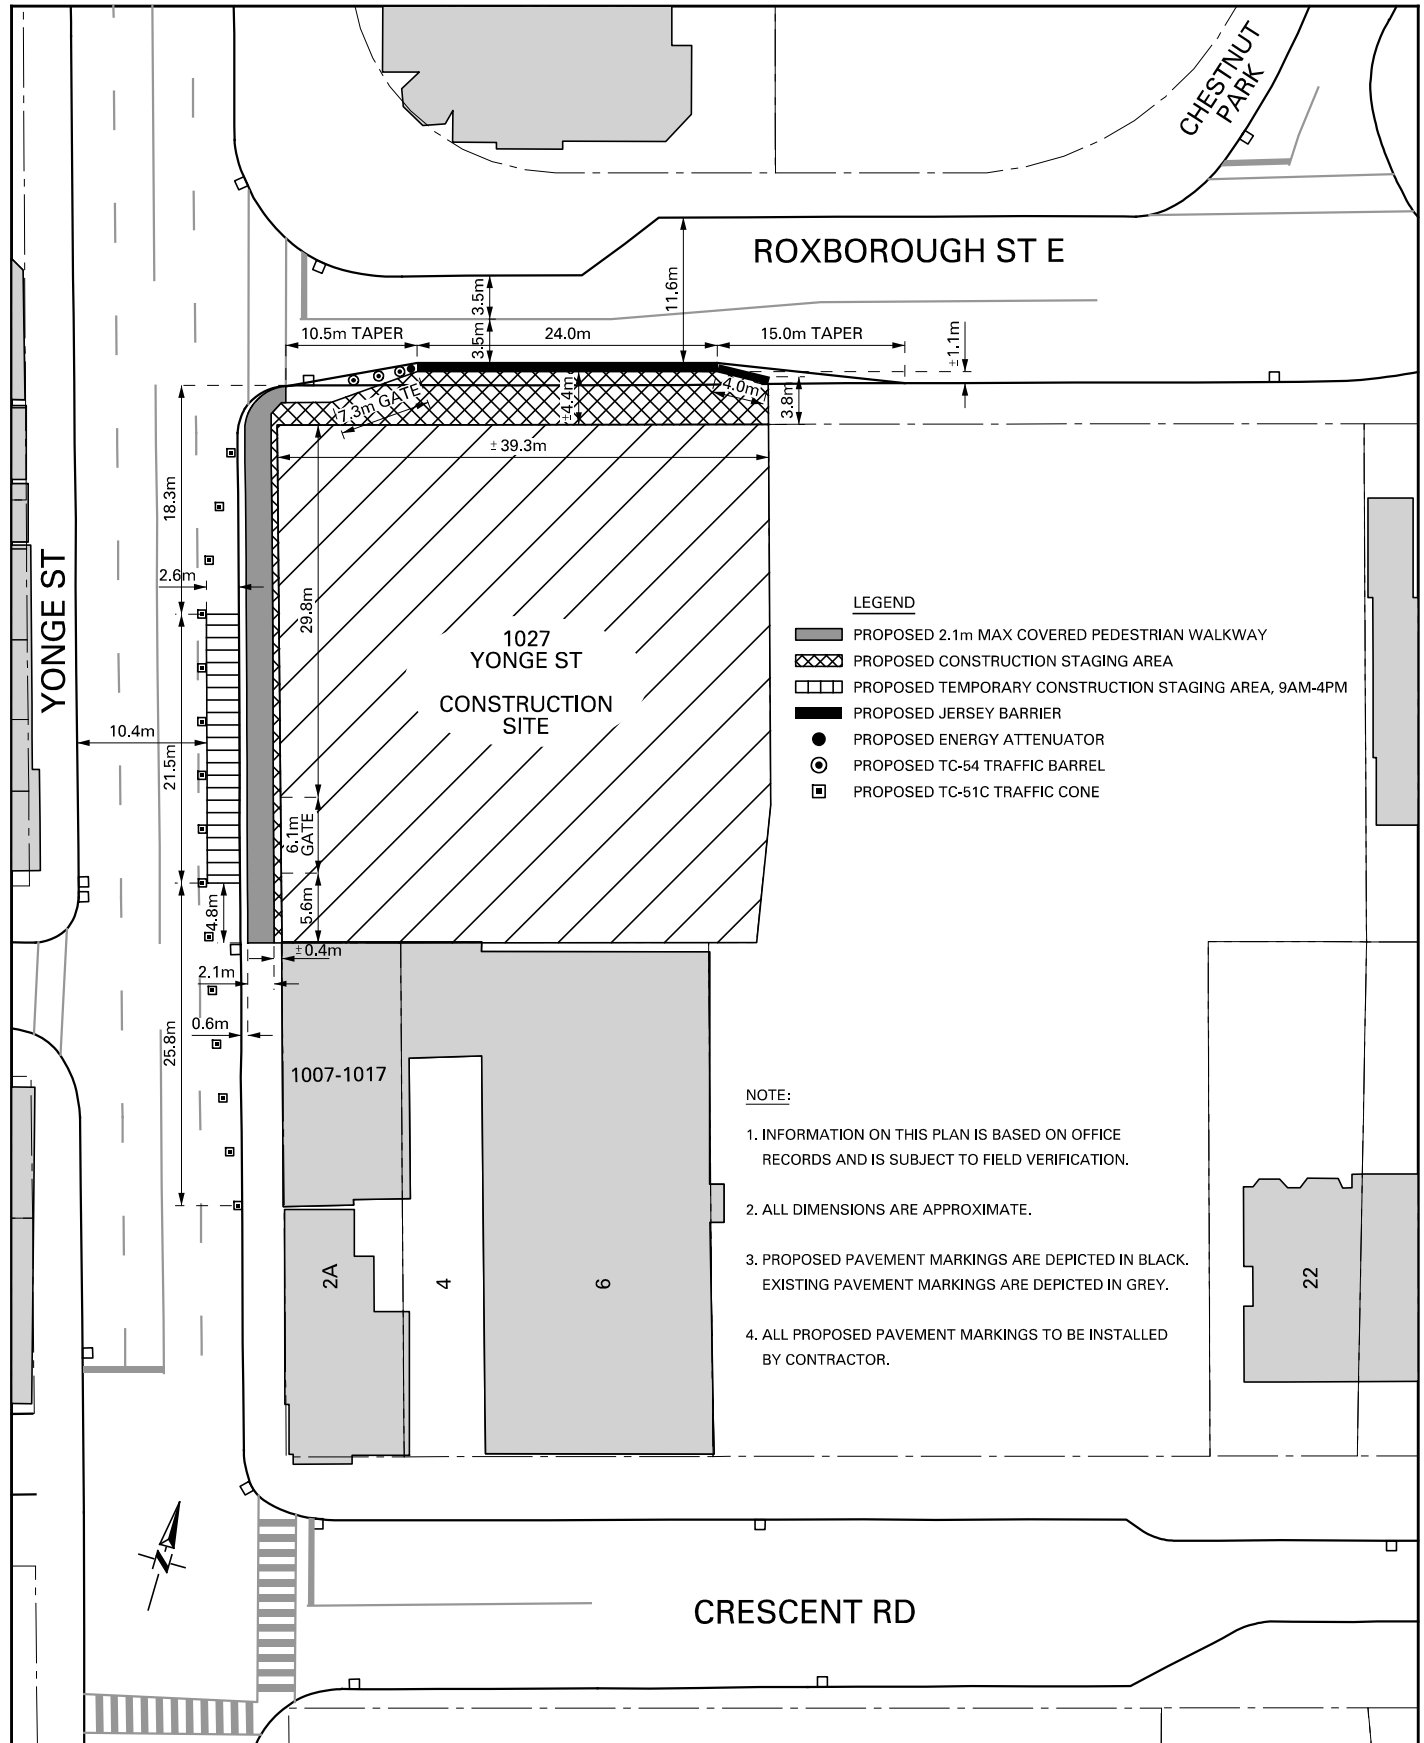 CHESTNUT
PARK
ROXBOROUGH ST E
3.5m
11.6m
10.5m TAPER
3.5m
24.0m
15.0m TAPER
±1.1m
7.3m GATE
±4.4m
4.0m
3.8m
±39.3m
18.3m
2.6m
29.8m
YONGE ST
1027
YONGE ST
CONSTRUCTION
SITE
10.4m
21.5m
6.1m
GATE
5.6m
4.8m
±0.4m
2.1m
0.6m
25.8m
LEGEND
PROPOSED 2.1m MAX COVERED PEDESTRIAN WALKWAY
PROPOSED CONSTRUCTION STAGING AREA
PROPOSED TEMPORARY CONSTRUCTION STAGING AREA, 9AM-4PM
PROPOSED JERSEY BARRIER
PROPOSED ENERGY ATTENUATOR
PROPOSED TC-54 TRAFFIC BARREL
PROPOSED TC-51C TRAFFIC CONE
1007-1017
2A
4
6
22
NOTE:
1. INFORMATION ON THIS PLAN IS BASED ON OFFICE
RECORDS AND IS SUBJECT TO FIELD VERIFICATION.
2. ALL DIMENSIONS ARE APPROXIMATE.
3. PROPOSED PAVEMENT MARKINGS ARE DEPICTED IN BLACK.
EXISTING PAVEMENT MARKINGS ARE DEPICTED IN GREY.
4. ALL PROPOSED PAVEMENT MARKINGS TO BE INSTALLED
BY CONTRACTOR.
N
CRESCENT RD